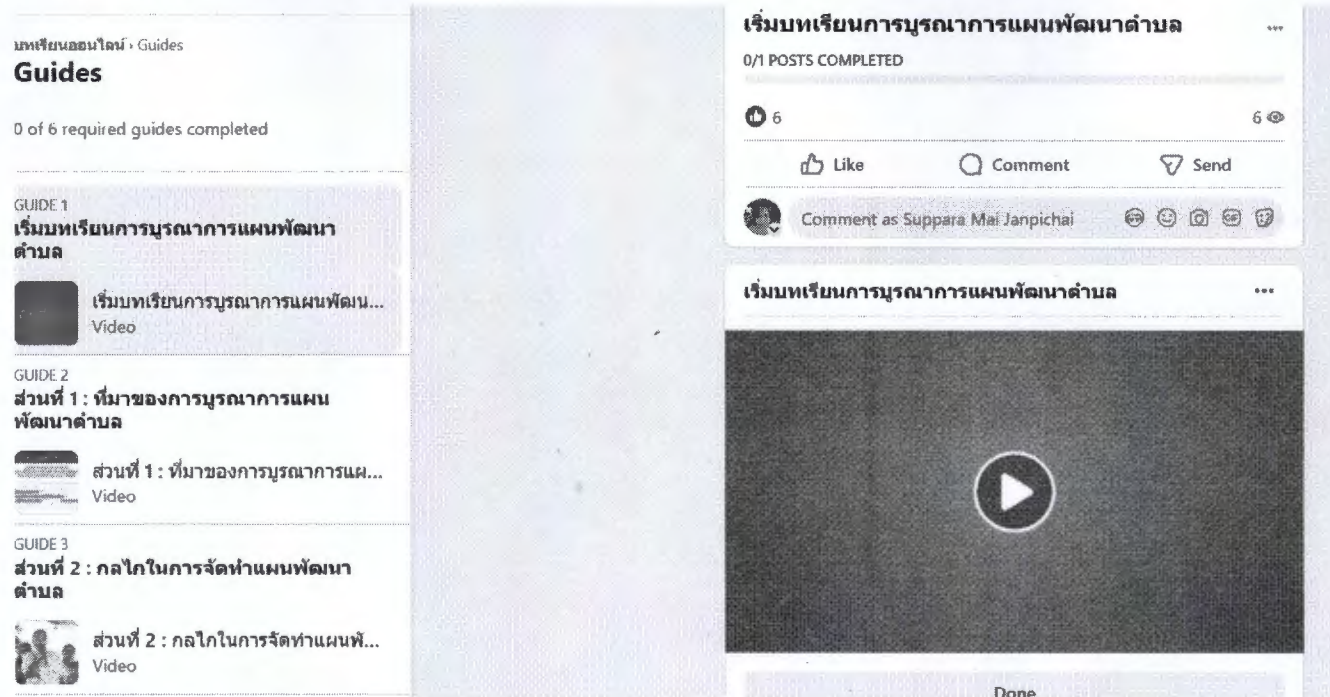 บทเรียนออนไลน์ › Guides
Guides
0 of 6 required guides completed
GUIDE 1
เริ่มบทเรียนการบูรณาการแผนพัฒนา
ตำบล
เริ่มบทเรียนการบูรณาการแผนพัฒน...
Video
GUIDE 2
ส่วนที่ 1 : ที่มาของการบูรณาการแผน
พัฒนาตำบล
ส่วนที่ 1 : ที่มาของการบูรณาการแผ...
Video
GUIDE 3
ส่วนที่ 2 : กลไกในการจัดทำแผนพัฒนา
ตำบล
ส่วนที่ 2 : กลไกในการจัดทำแผนพั...
Video
เริ่มบทเรียนการบูรณาการแผนพัฒนาตำบล
0/1 POSTS COMPLETED
6
6
Like
Comment
Send
Comment as Suppara Mai Janpichai
GIF
เริ่มบทเรียนการบูรณาการแผนพัฒนาตำบล
Done